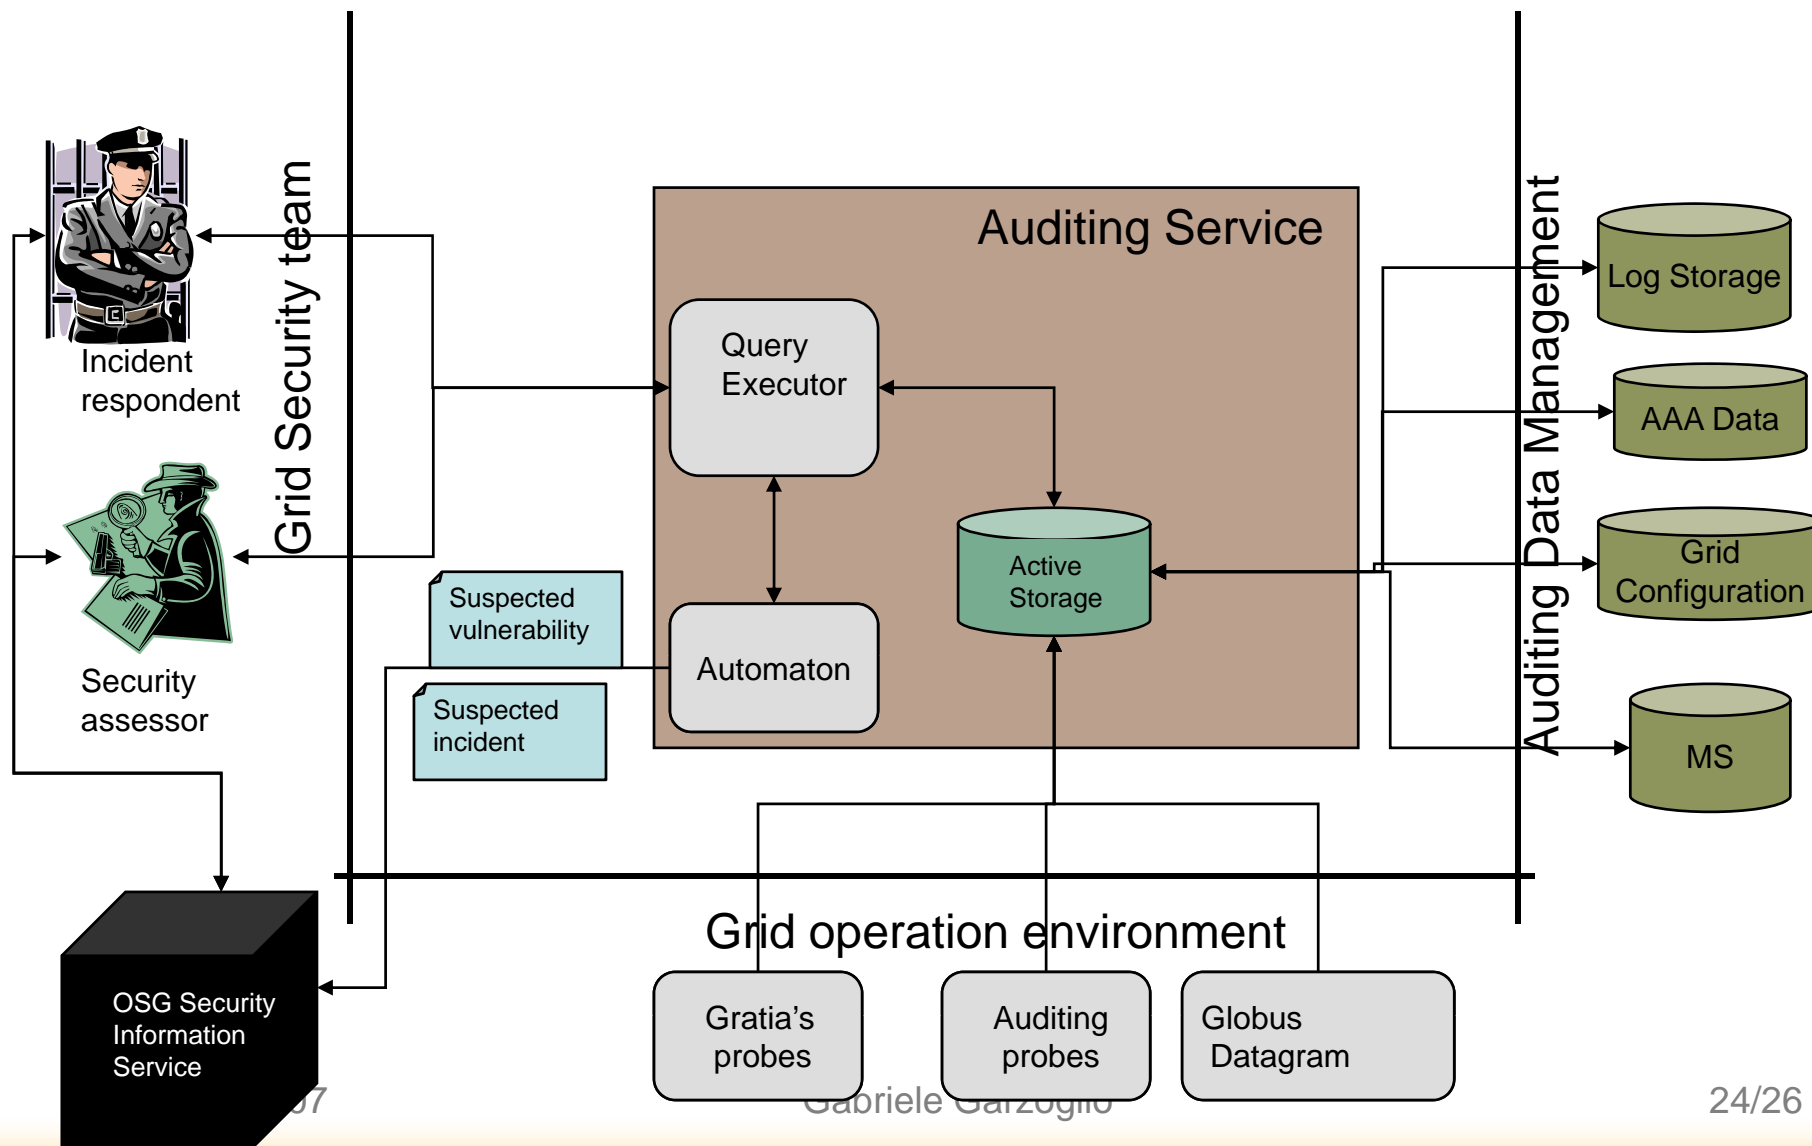 Grid Security team
Incident
respondent
Security
assessor
Auditing Service
Query
Executor
Automaton
Active
Storage
Suspected
vulnerability
Suspected
incident
Auditing Data Management
Log Storage
AAA Data
Grid
Configuration
MS
Grid operation environment
OSG Security
Information
Service
Gratia’s
probes
Auditing
probes
Globus
Datagram
Gabriele Garzoglio
24/26